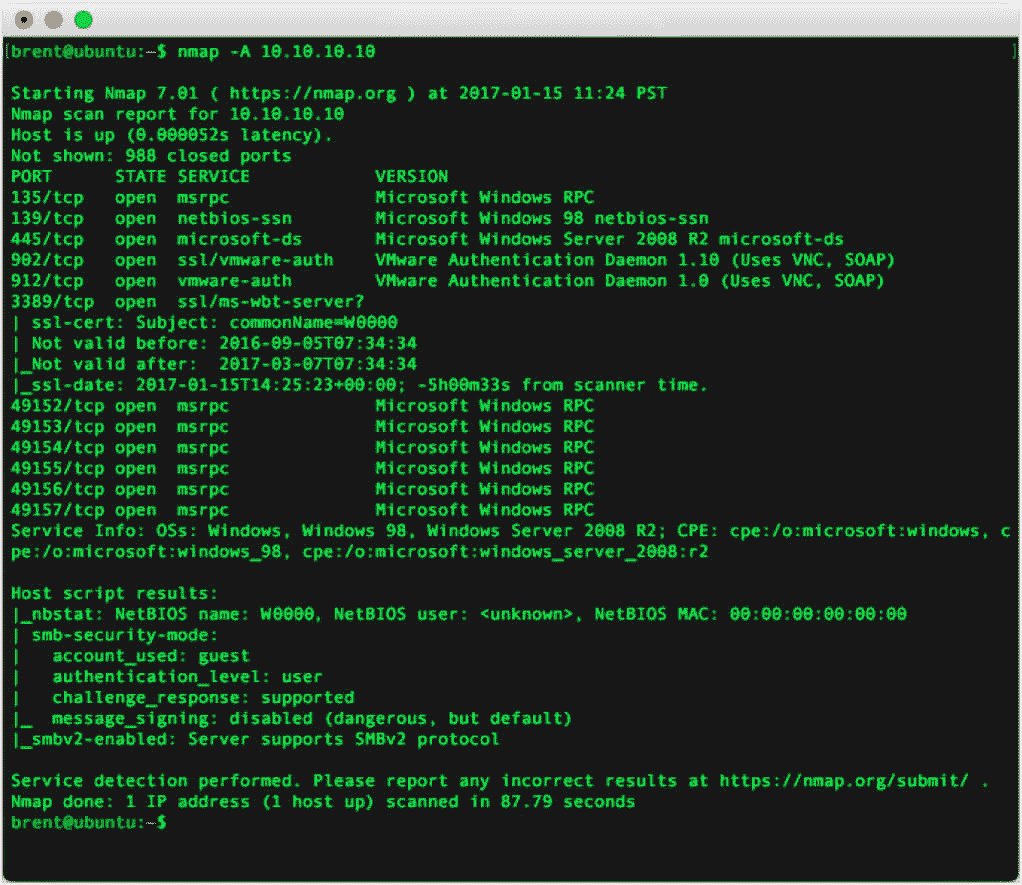 [brent@ubuntu:~$ nmap -A 10.10.10.10 ]
Starting Nmap 7.01 ( https://nmap.org ) at 2017-01-15 11:24 PST
Nmap scan report for 10.10.10.10
Host is up (0.000052s latency).
Not shown: 988 closed ports
PORT STATE SERVICE VERSION
135/tcp open msrpc Microsoft Windows RPC
139/tcp open netbios-ssn Microsoft Windows 98 netbios-ssn
445/tcp open microsoft-ds Microsoft Windows Server 2008 R2 microsoft-ds
902/tcp open ssl/vmware-auth VMware Authentication Daemon 1.10 (Uses VNC, SOAP)
912/tcp open vmware-auth VMware Authentication Daemon 1.0 (Uses VNC, SOAP)
3389/tcp open ssl/ms-wbt-server?
| ssl-cert: Subject: commonName=W0000
| Not valid before: 2016-09-05T07:34:34
|_Not valid after: 2017-03-07T07:34:34
|_ssl-date: 2017-01-15T14:25:23+00:00; -5h00m33s from scanner time.
49152/tcp open msrpc Microsoft Windows RPC
49153/tcp open msrpc Microsoft Windows RPC
49154/tcp open msrpc Microsoft Windows RPC
49155/tcp open msrpc Microsoft Windows RPC
49156/tcp open msrpc Microsoft Windows RPC
49157/tcp open msrpc Microsoft Windows RPC
Service Info: OSs: Windows, Windows 98, Windows Server 2008 R2; CPE: cpe:/o:microsoft:windows, c
pe:/o:microsoft:windows_98, cpe:/o:microsoft:windows_server_2008:r2
Host script results:
|_nbstat: NetBIOS name: W0000, NetBIOS user: <unknown>, NetBIOS MAC: 00:00:00:00:00:00
| smb-security-mode:
| account_used: guest
| authentication_level: user
| challenge_response: supported
|_ message_signing: disabled (dangerous, but default)
|_smbv2-enabled: Server supports SMBv2 protocol
Service detection performed. Please report any incorrect results at https://nmap.org/submit/ .
Nmap done: 1 IP address (1 host up) scanned in 87.79 seconds
brent@ubuntu:~$